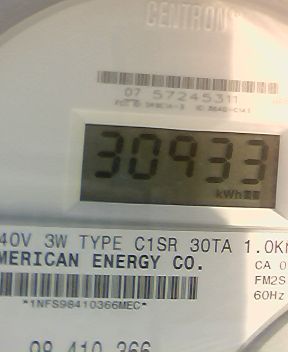 CENTRON
07 57245311
30933
kWh
40V 3W TYPE C1SR 30TA 1.0K
MERICAN ENERGY CO.
CA 0
FM2S
60Hz
*1NFS98410366MEC*
98 410 366